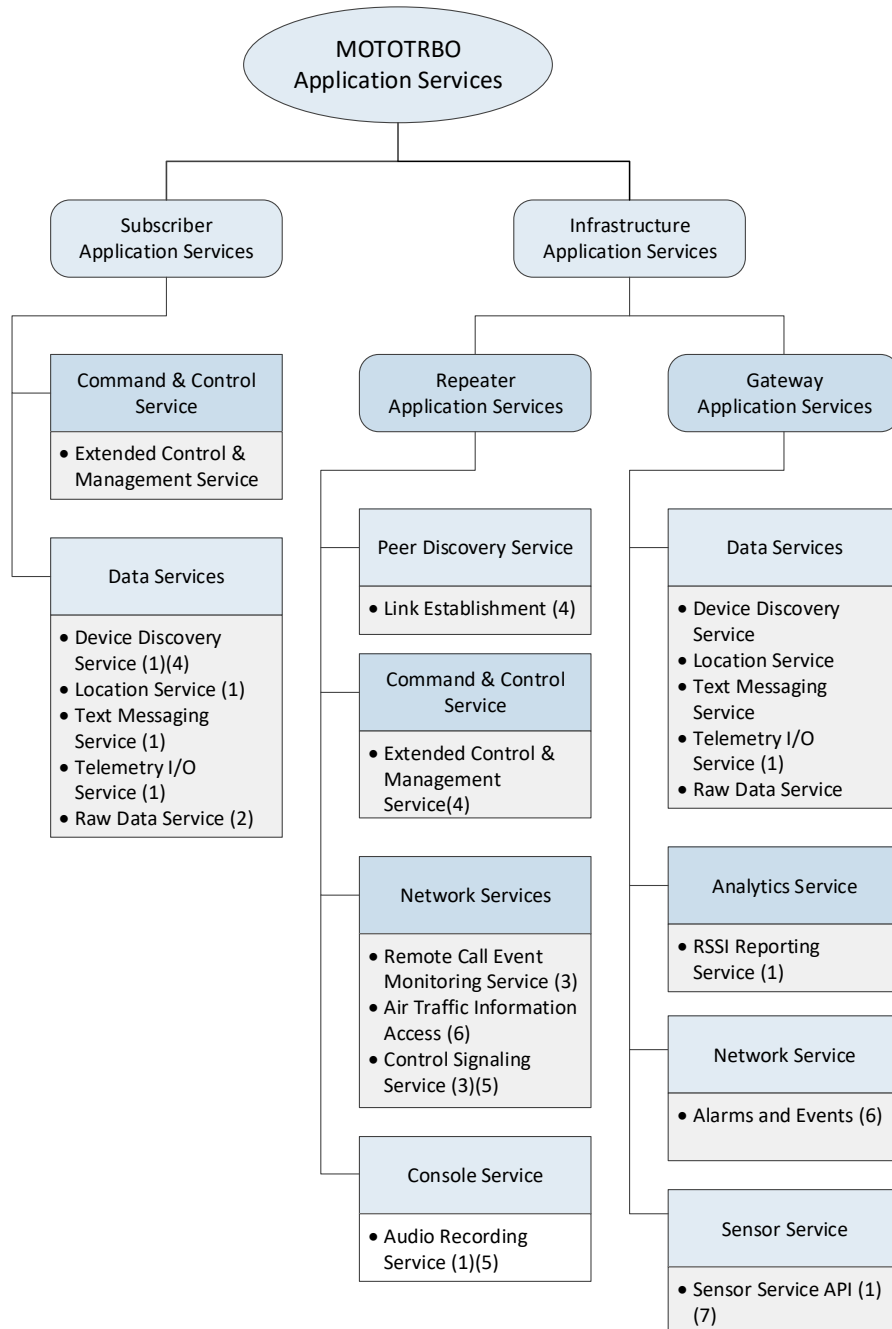 MOTOTRBO
Application Services
Subscriber
Application Services
Infrastructure
Application Services
Command & Control
Service
• Extended Control &
Management Service
Data Services
• Device Discovery
Service (1)(4)
• Location Service (1)
• Text Messaging
Service (1)
• Telemetry I/O
Service (1)
• Raw Data Service (2)
Repeater
Application Services
Peer Discovery Service
• Link Establishment (4)
Command & Control
Service
• Extended Control &
Management
Service(4)
Network Services
• Remote Call Event
Monitoring Service (3)
• Air Traffic Information
Access (6)
• Control Signaling
Service (3)(5)
Console Service
• Audio Recording
Service (1)(5)
Gateway
Application Services
Data Services
• Device Discovery
Service
• Location Service
• Text Messaging
Service
• Telemetry I/O
Service (1)
• Raw Data Service
Analytics Service
• RSSI Reporting
Service (1)
Network Service
• Alarms and Events (6)
Sensor Service
• Sensor Service API (1)
(7)